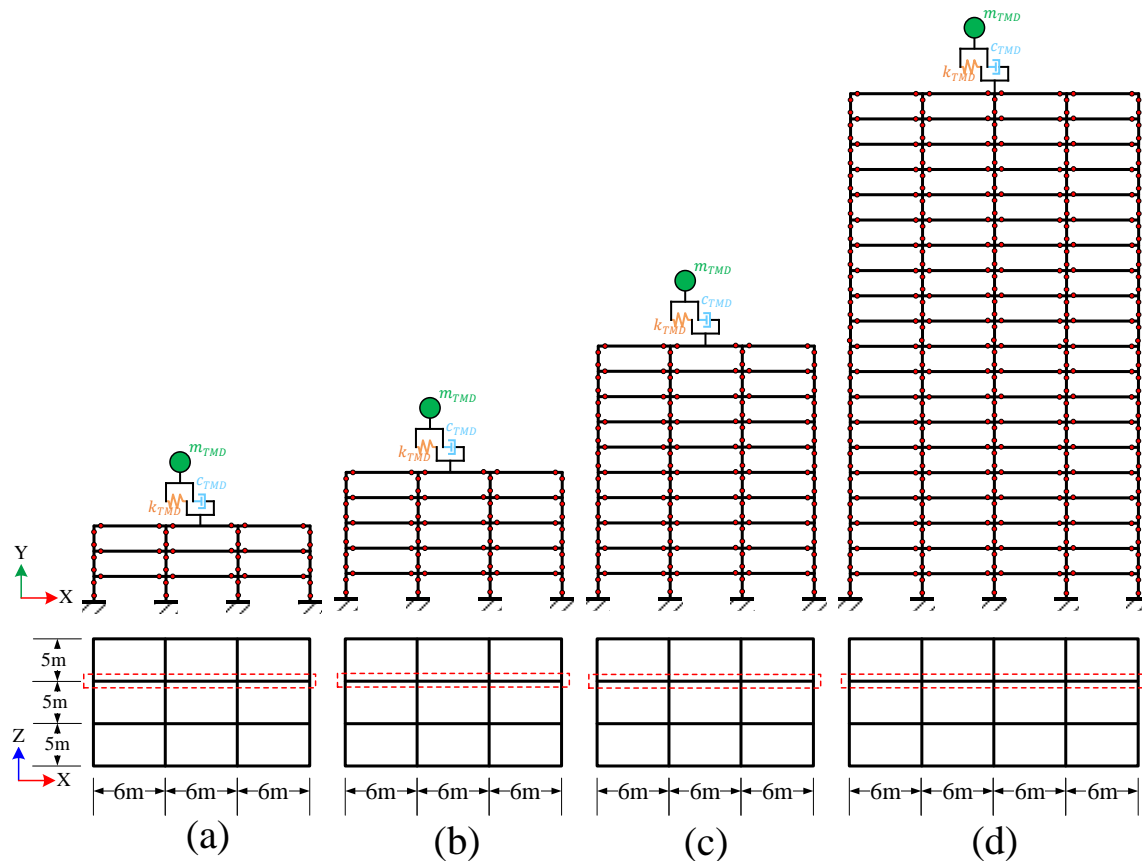 m_TMD
c_TMD
k_TMD
m_TMD
c_TMD
k_TMD
m_TMD
c_TMD
k_TMD
m_TMD
c_TMD
k_TMD
Y
X
5m
5m
5m
Z
X
6m 6m 6m
6m 6m 6m
6m 6m 6m
6m 6m 6m 6m
(a) (b) (c) (d)